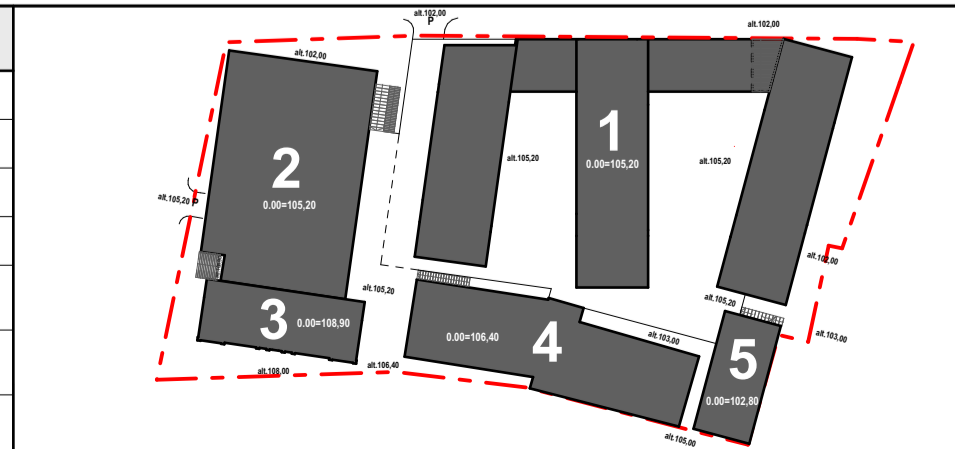 alt.102,00
P
alt.102,00
alt.102,00
1
0.00=105,20
alt.105,20
alt.105,20
2
0.00=105,20
alt.105,20 P
alt.102,00
alt.105,20
alt.105,20
3
0.00=108,90
0.00=106,40
4
alt.103,00
alt.103,00
5
0.00=102,80
alt.108,00
alt.106,40
alt.105,00